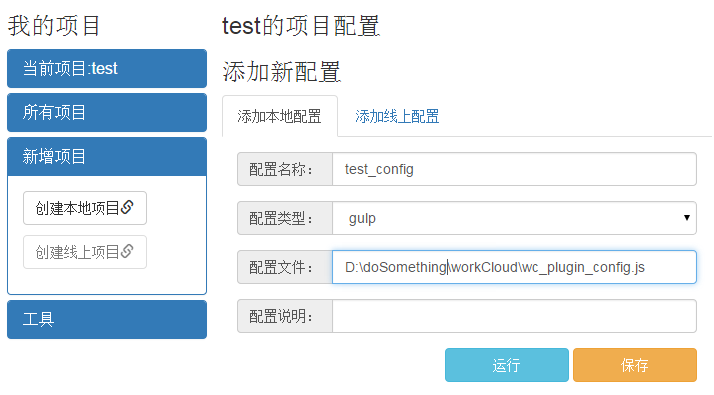 我的项目
当前项目:test
所有项目
新增项目
创建本地项目
创建线上项目
工具
test的项目配置
添加新配置
添加本地配置 添加线上配置
配置名称： test_config
配置类型： gulp
配置文件： D:\doSomething\workCloud\wc_plugin_config.js
配置说明：
运行 保存